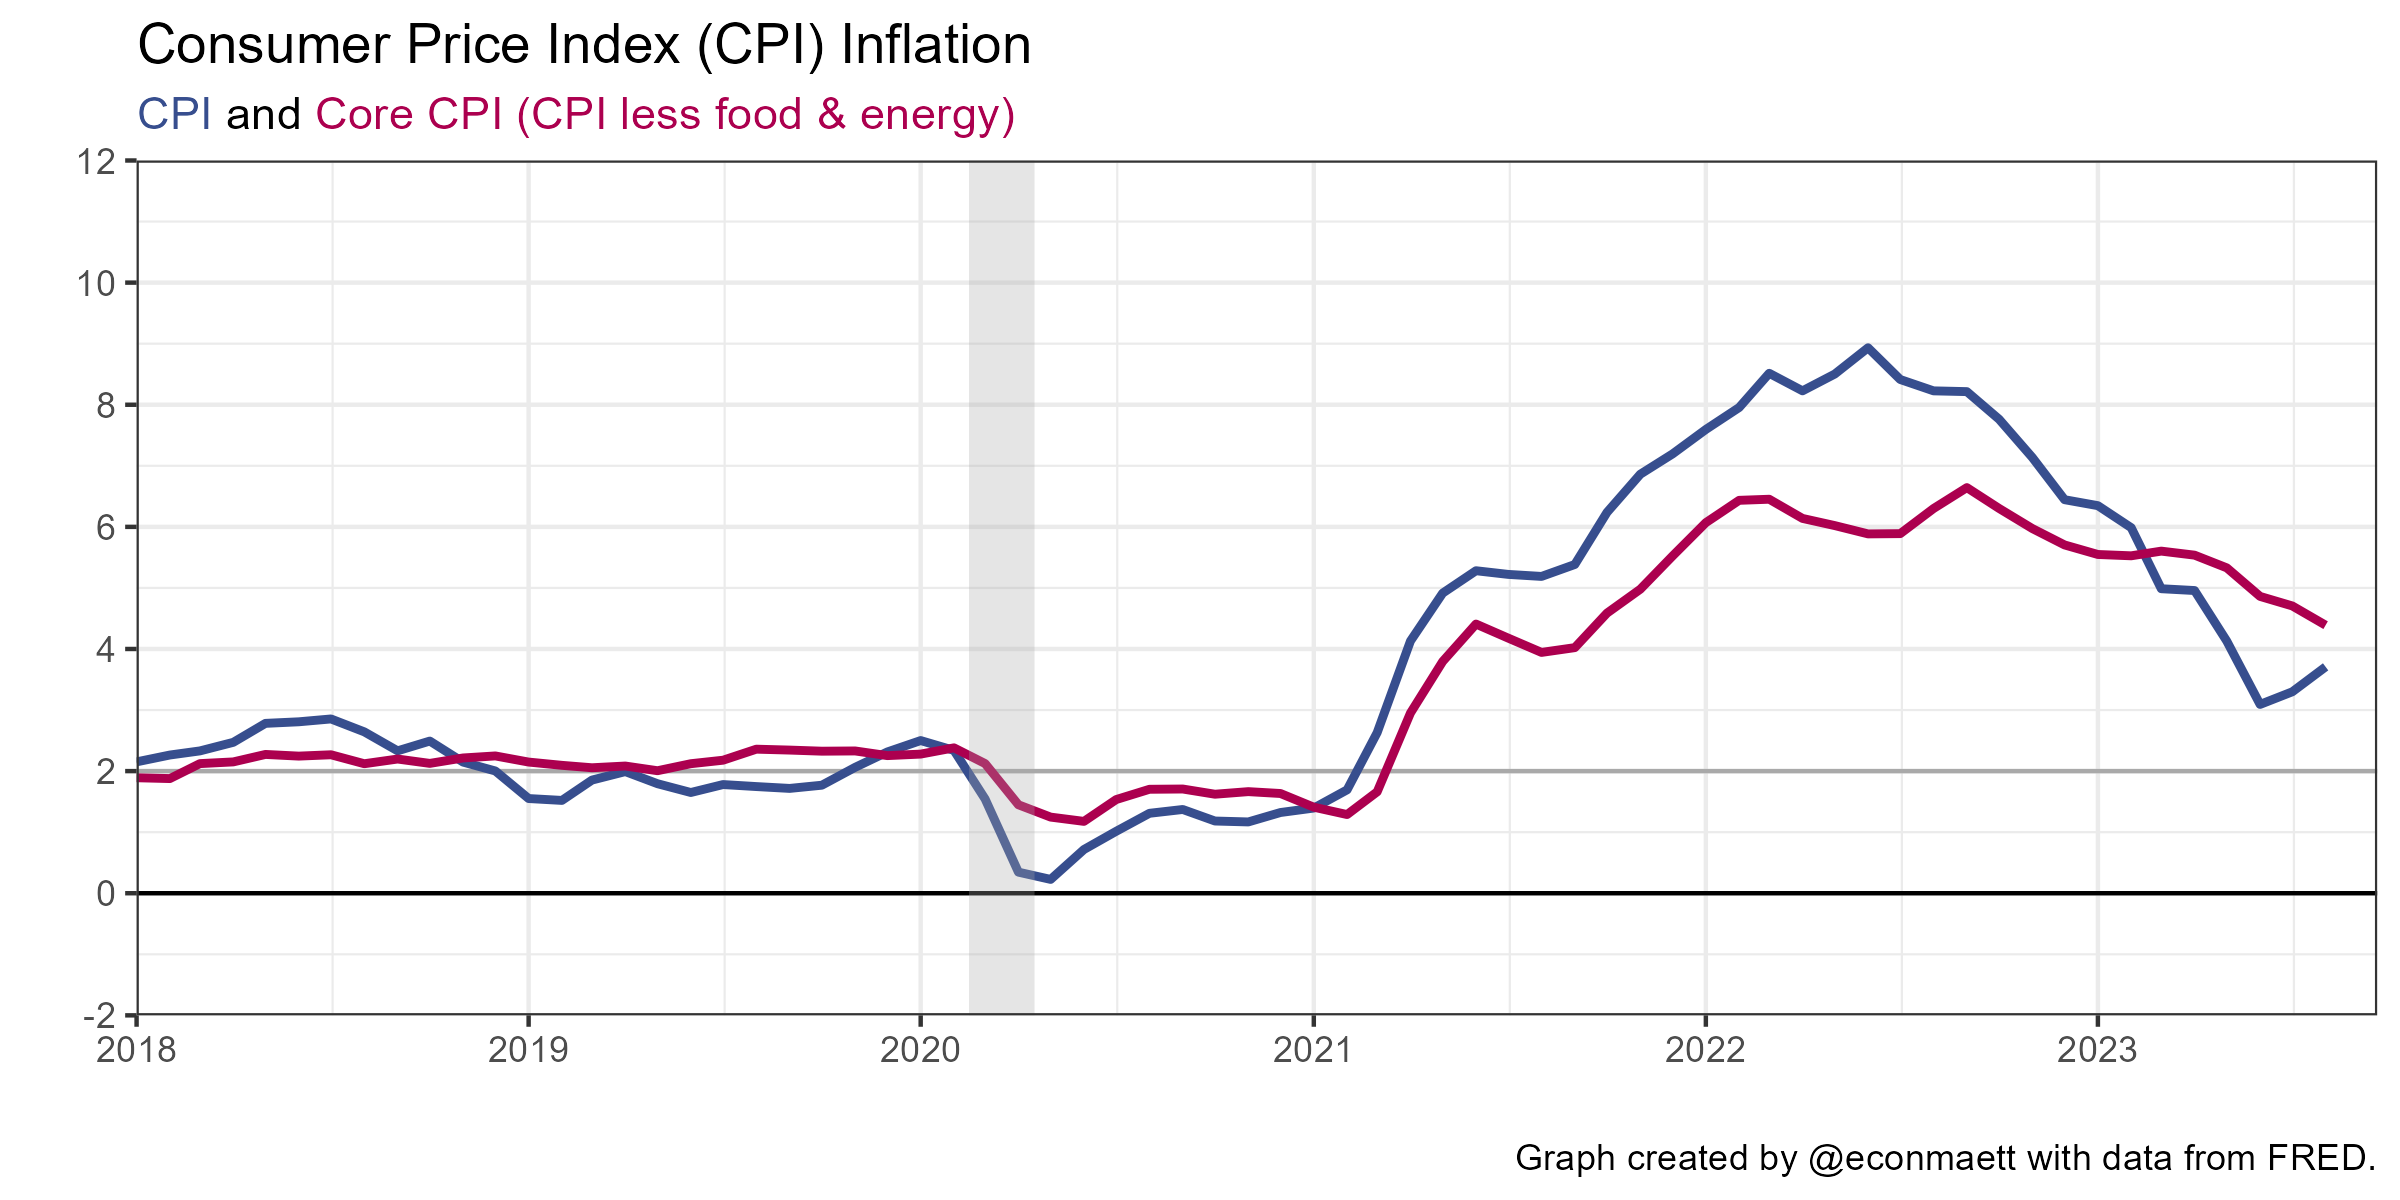 Consumer Price Index (CPI) Inflation
CPI and Core CPI (CPI less food & energy)
12
10
8
6
4
2
0
-2
2018 2019 2020 2021 2022 2023
Graph created by @econmaett with data from FRED.